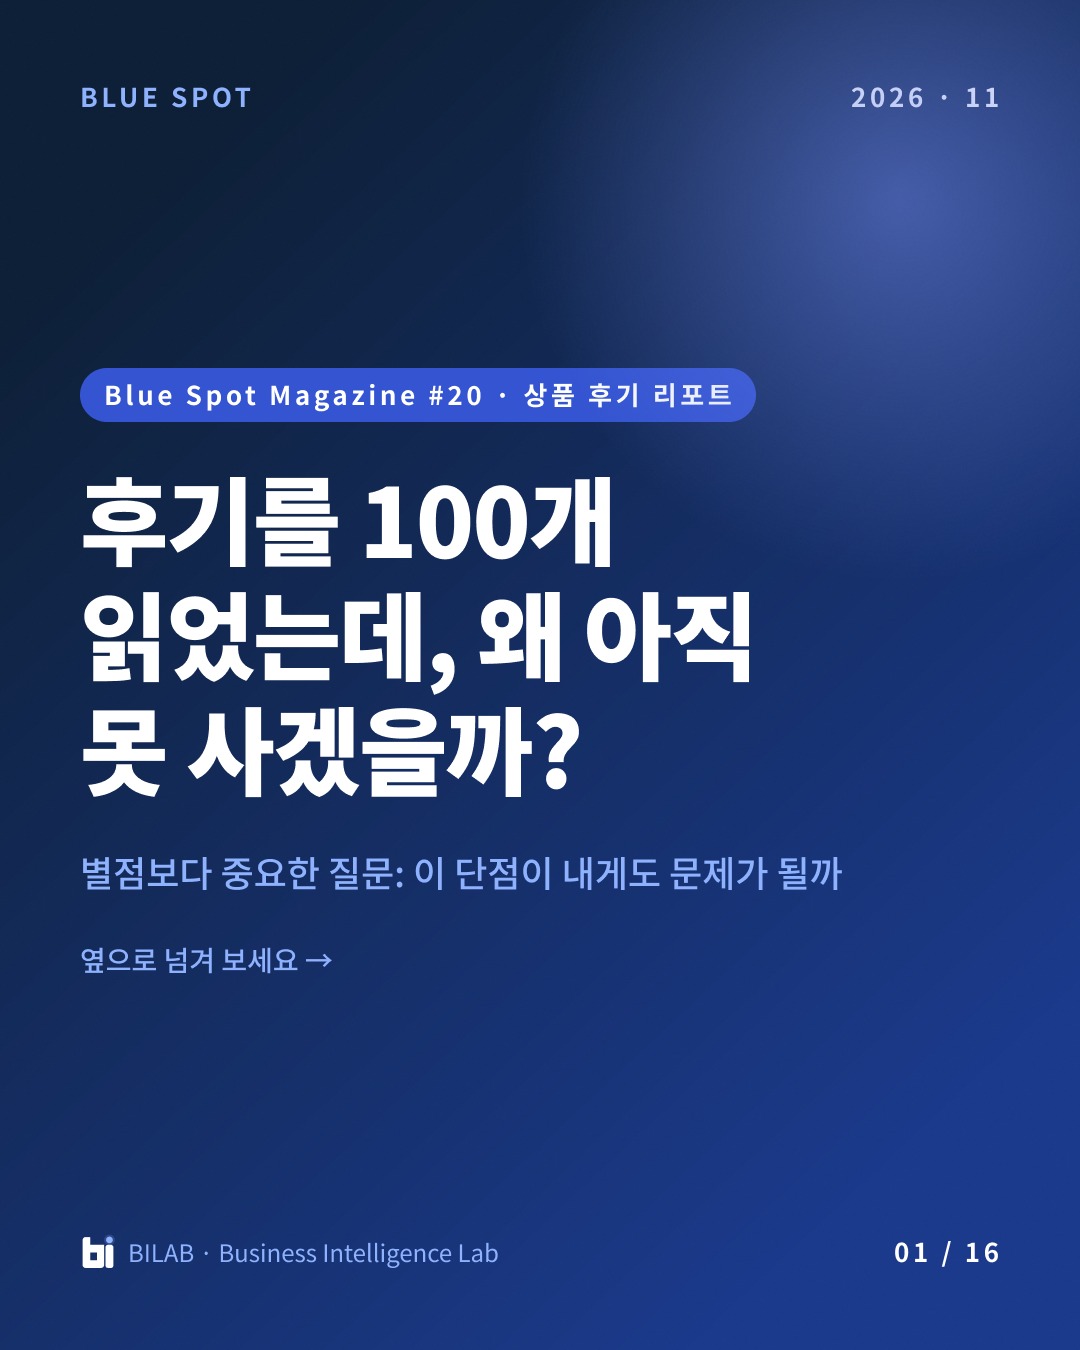 BLUE SPOT
2026 · 11
Blue Spot Magazine #20 · 상품 후기 리포트
후기를 100개
읽었는데, 왜 아직
못 사겠을까?
별점보다 중요한 질문: 이 단점이 내게도 문제가 될까
옆으로 넘겨 보세요 →
bi BILAB · Business Intelligence Lab
01 / 16